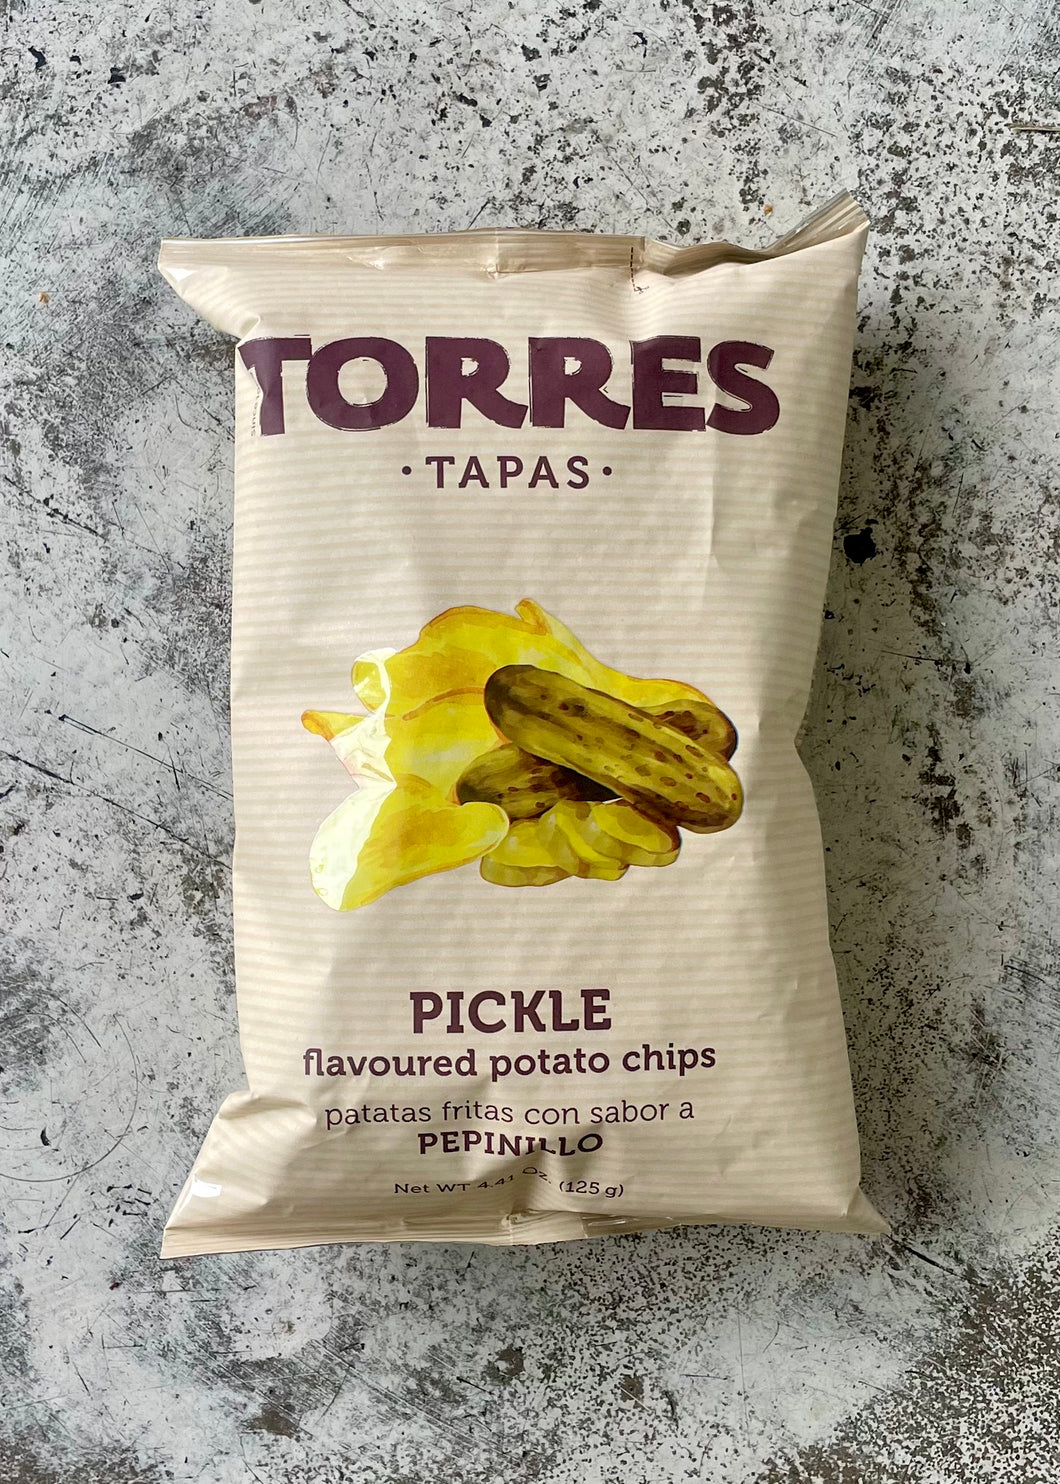 TORRES
· TAPAS ·
PICKLE
flavoured potato chips
patatas fritas con sabor a
PEPINILLO
Net WT 4.41 Oz. (125 g)